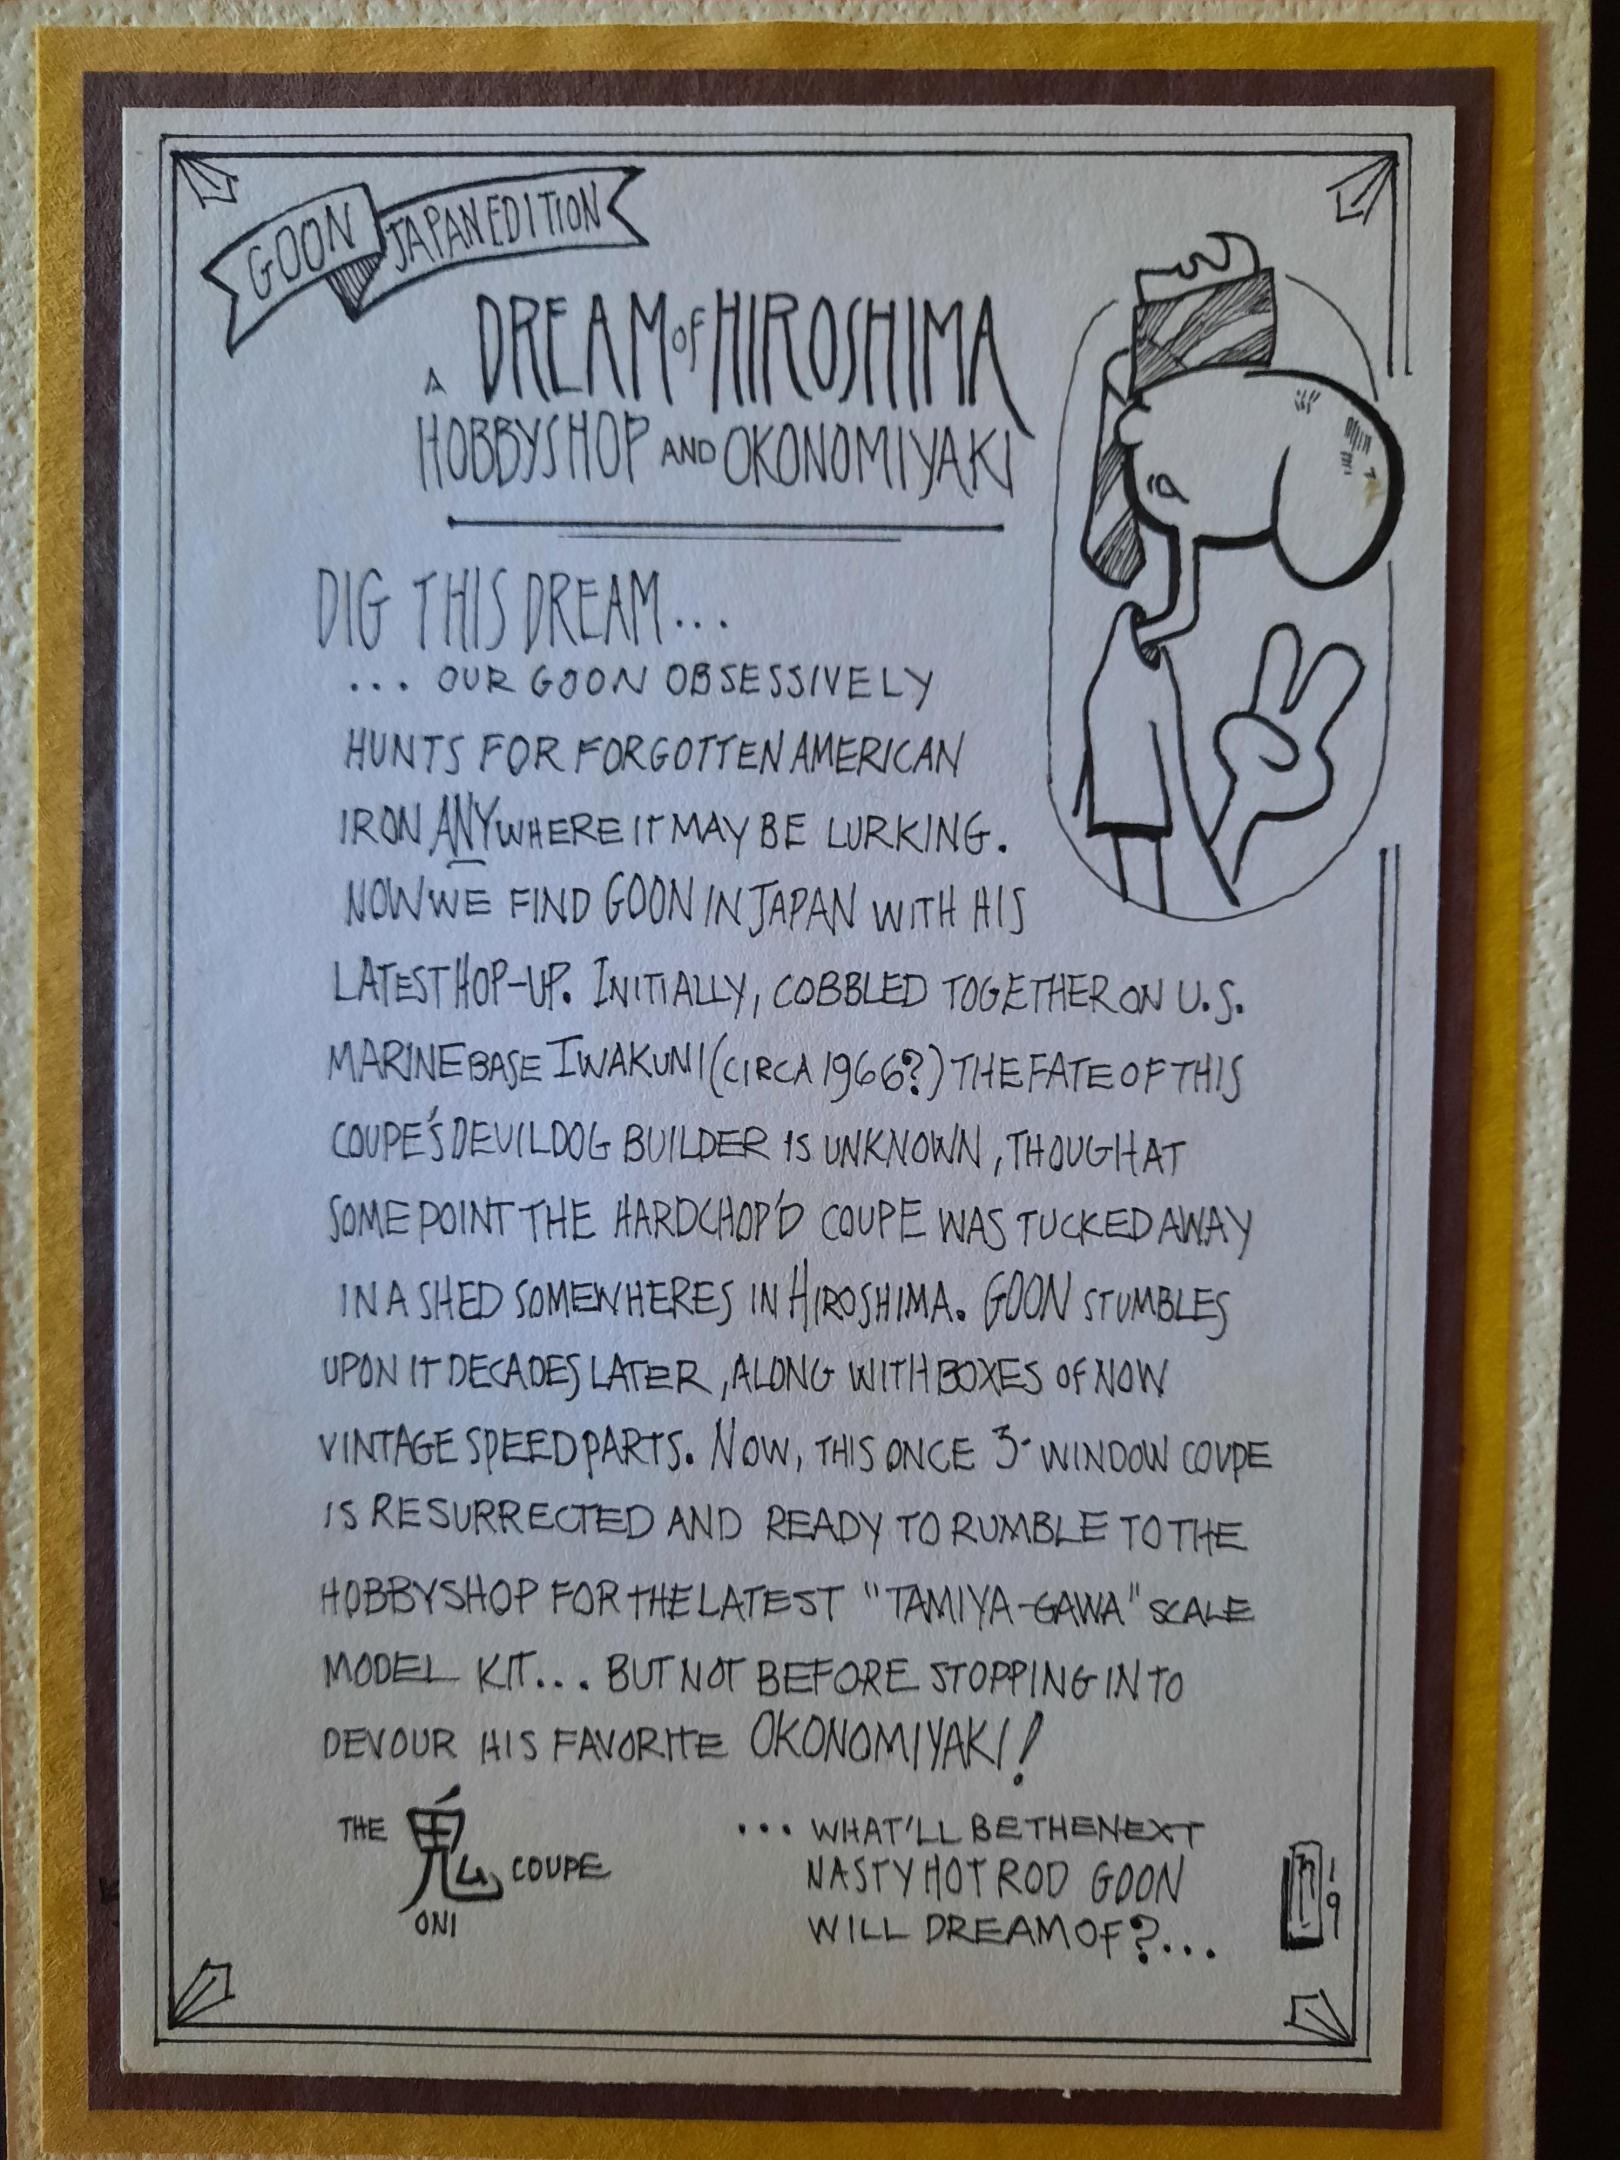 GOON JAPAN EDITION
A DREAM OF HIROSHIMA
HOBBYSHOP AND OKONOMIYAKI
DIG THIS DREAM...
... OUR GOON OBSESSIVELY
HUNTS FOR FORGOTTEN AMERICAN
IRON ANYWHERE IT MAY BE LURKING.
NOW WE FIND GOON IN JAPAN WITH HIS
LATEST HOP-UP. INITIALLY, COBBLED TOGETHER ON U.S.
MARINE BASE IWAKUNI (CIRCA 1966?) THE FATE OF THIS
COUPE'S DEVILDOG BUILDER IS UNKNOWN, THOUGH AT
SOME POINT THE HARDCHOP'D COUPE WAS TUCKED AWAY
IN A SHED SOMEWHERES IN HIROSHIMA. GOON STUMBLES
UPON IT DECADES LATER, ALONG WITH BOXES OF NOW
VINTAGE SPEEDPARTS. NOW, THIS ONCE 3-WINDOW COUPE
IS RESURRECTED AND READY TO RUMBLE TO THE
HOBBYSHOP FOR THE LATEST "TAMIYA-GAWA" SCALE
MODEL KIT... BUT NOT BEFORE STOPPING IN TO
DEVOUR HIS FAVORITE OKONOMIYAKI!
THE 鬼 COUPE
ONI
... WHAT'LL BE THE NEXT
NASTY HOT ROD GOON
WILL DREAM OF?...
19